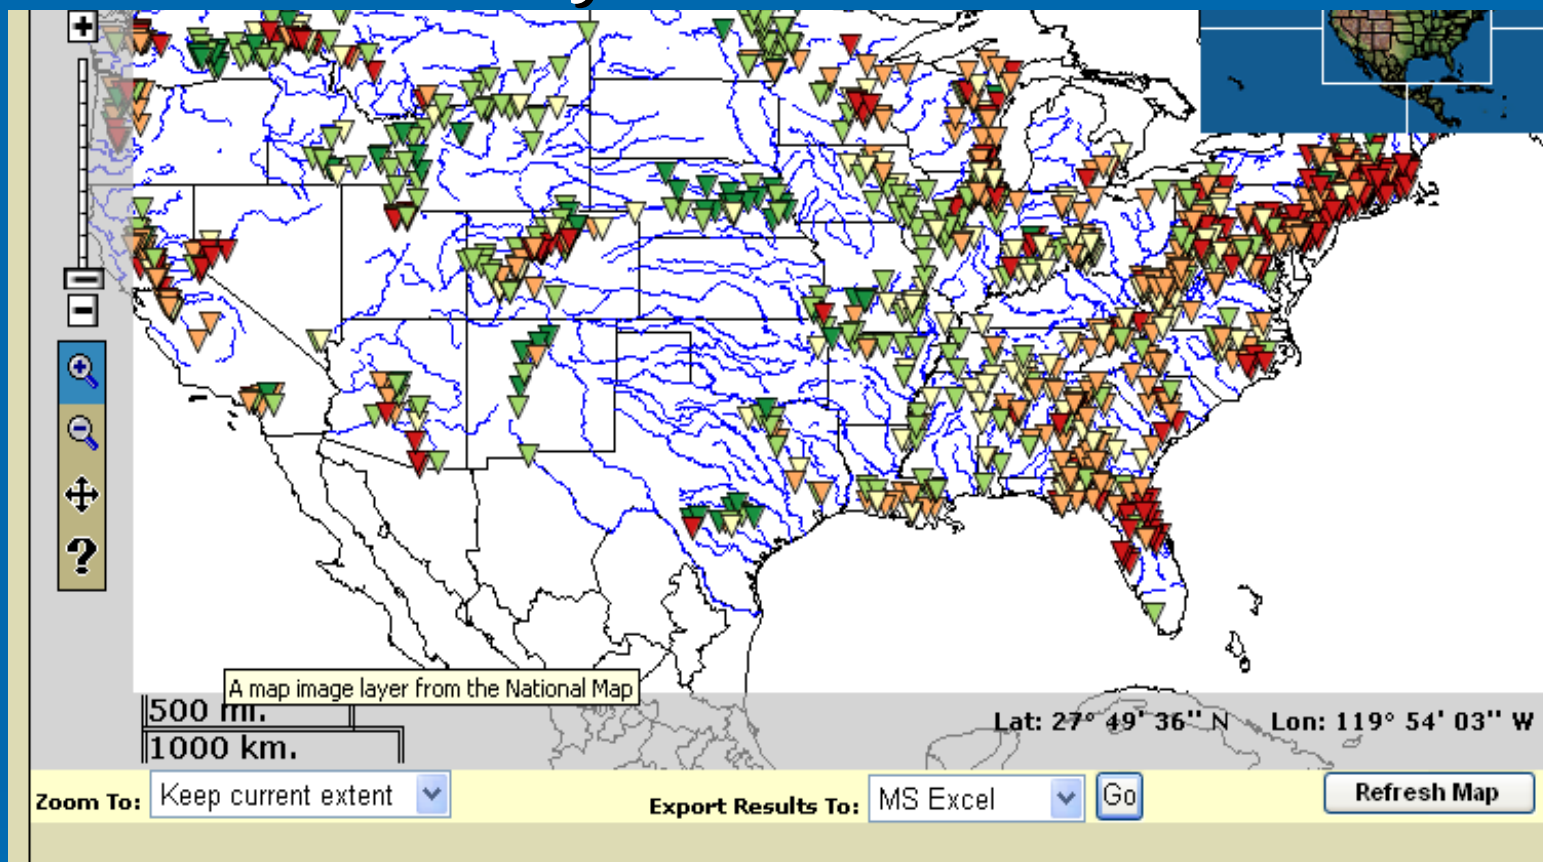 A map image layer from the National Map
500 mi.
1000 km.
Lat: 27° 49' 36" N Lon: 119° 54' 03" W
Zoom To: Keep current extent Export Results To: MS Excel Go Refresh Map